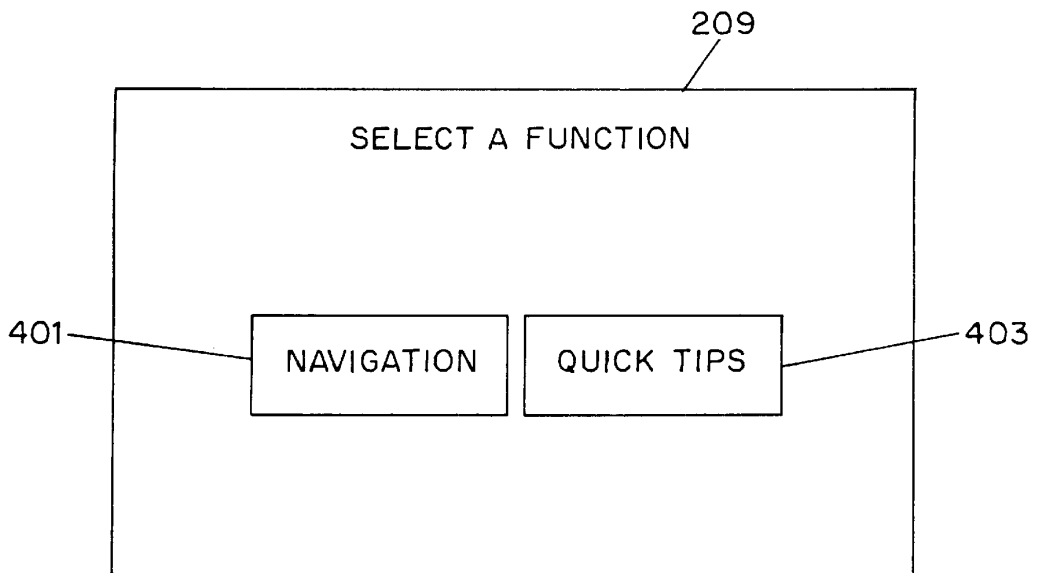 209
SELECT A FUNCTION
401
NAVIGATION
QUICK TIPS
403